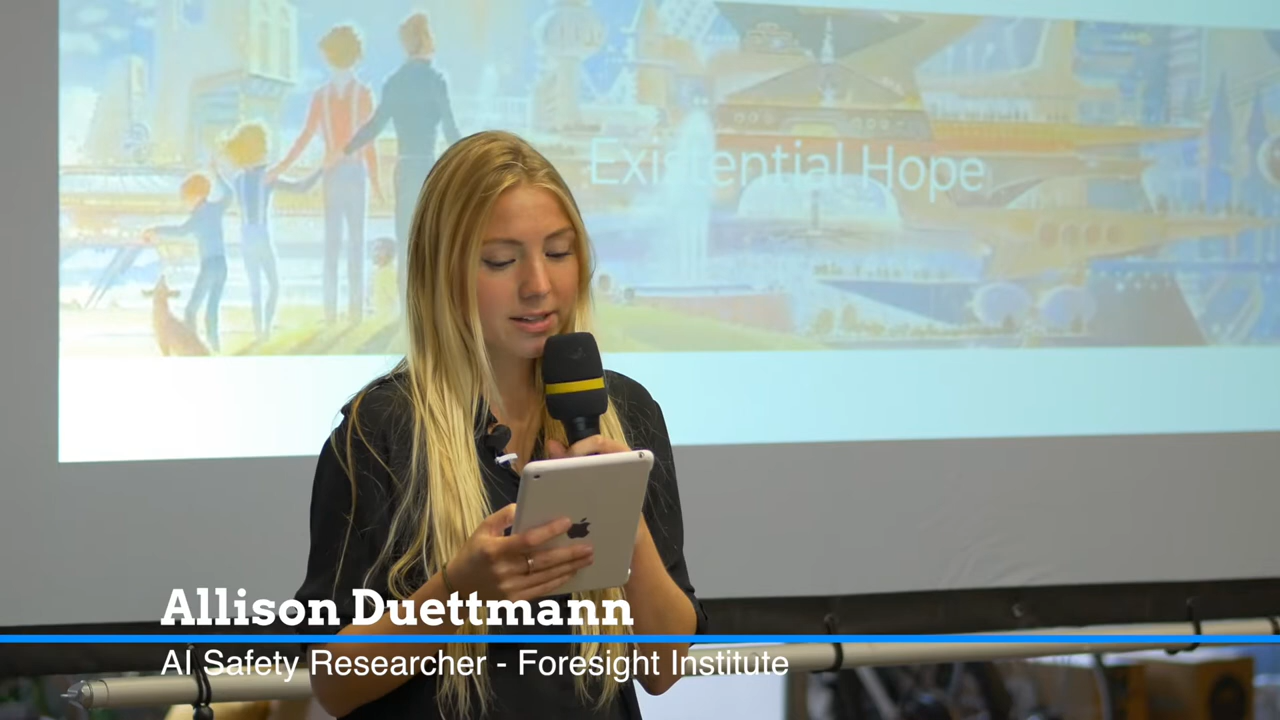 Existential Hope
Allison Duettmann
AI Safety Researcher - Foresight Institute